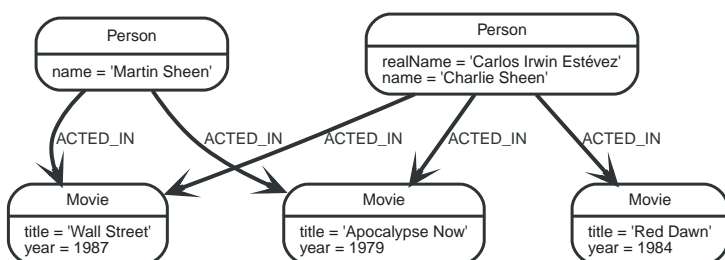 Person
name = 'Martin Sheen'
Person
realName = 'Carlos Irwin Estévez'
name = 'Charlie Sheen'
ACTED_IN
ACTED_IN
ACTED_IN
ACTED_IN
ACTED_IN
Movie
title = 'Wall Street'
year = 1987
Movie
title = 'Apocalypse Now'
year = 1979
Movie
title = 'Red Dawn'
year = 1984